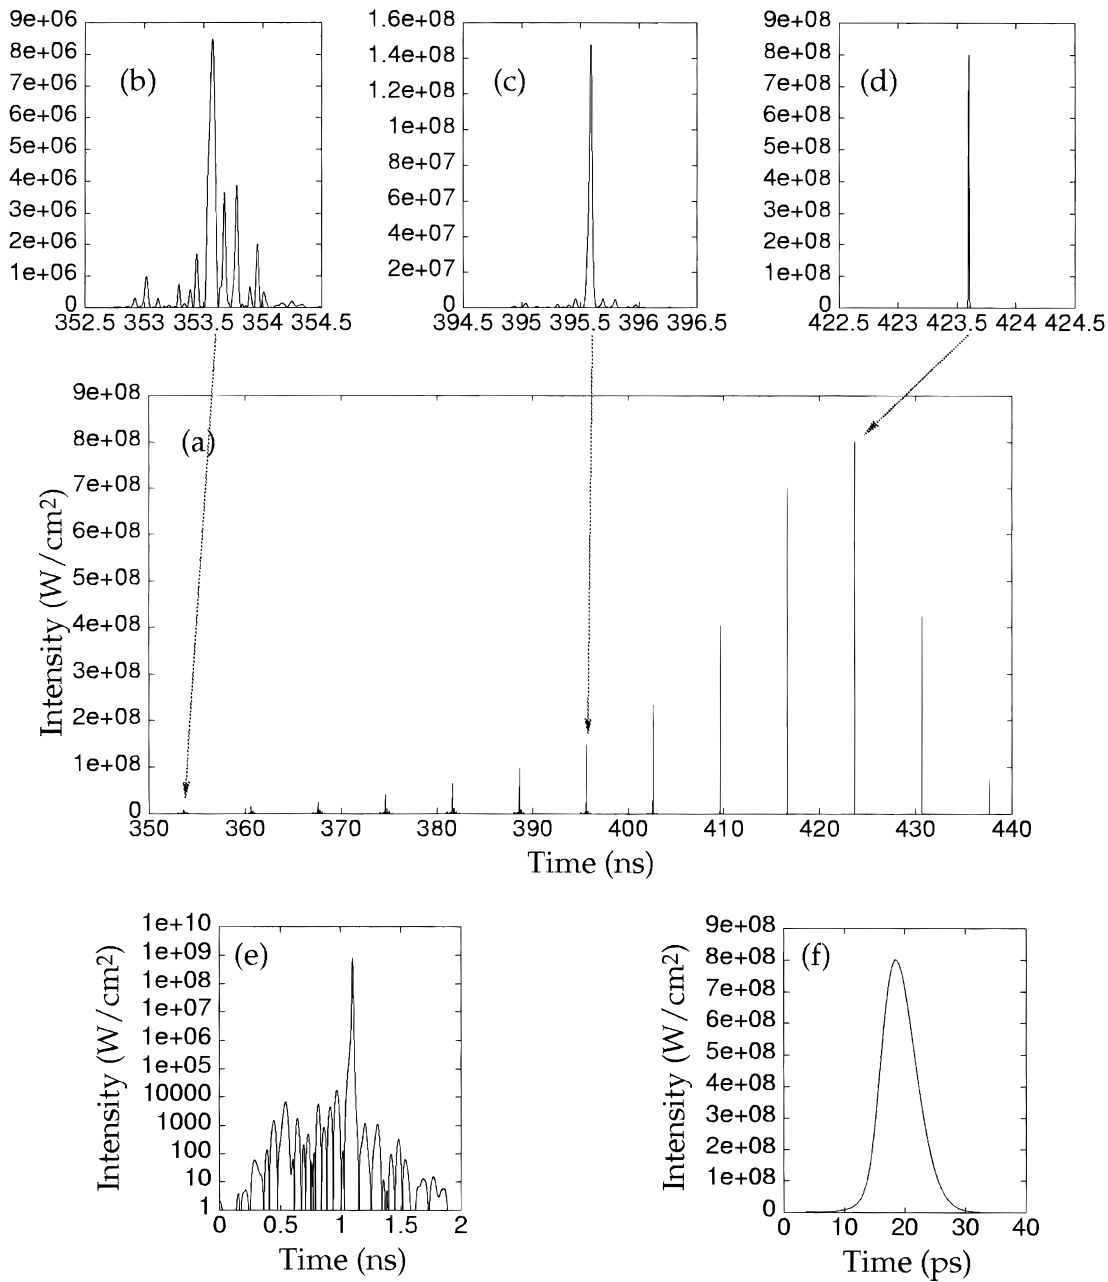 9e+06
8e+06
7e+06
6e+06
5e+06
4e+06
3e+06
2e+06
1e+06
0
352.5 353 353.5 354 354.5
(b)
1.6e+08
1.4e+08
1.2e+08
1e+08
8e+07
6e+07
4e+07
2e+07
0
394.5 395 395.5 396 396.5
(c)
9e+08
8e+08
7e+08
6e+08
5e+08
4e+08
3e+08
2e+08
1e+08
0
422.5 423 423.5 424 424.5
(d)
9e+08
8e+08
7e+08
6e+08
5e+08
4e+08
3e+08
2e+08
1e+08
0
(a)
Intensity (W/cm2)
350 360 370 380 390 400 410 420 430 440
Time (ns)
1e+10
1e+09
1e+08
1e+07
1e+06
1e+05
10000
1000
100
10
1
(e)
Intensity (W/cm2)
0 0.5 1 1.5 2
Time (ns)
9e+08
8e+08
7e+08
6e+08
5e+08
4e+08
3e+08
2e+08
1e+08
0
(f)
Intensity (W/cm2)
0 10 20 30 40
Time (ps)